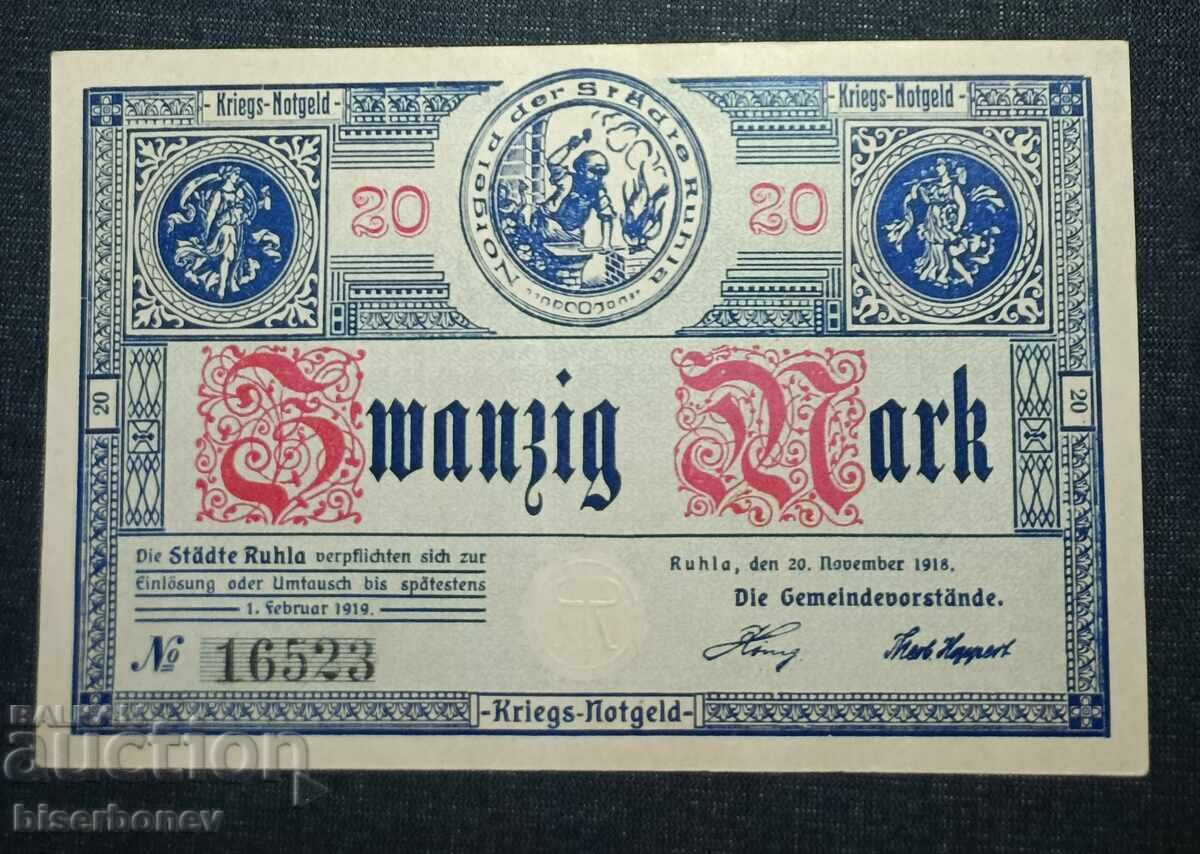 - Kriegs-Notgeld -
- Kriegs-Notgeld -
Notgeld der Städte Ruhla
20
20
20
20
Zwanzig Mark
Die Städte Ruhla verpflichten sich zur
Einlösung oder Umtausch bis spätestens
1. Februar 1919.
Ruhla, den 20. November 1918.
Die Gemeindevorstände.
№ 16523
König
- Kriegs-Notgeld -
BALKAN
auction
biserbonev